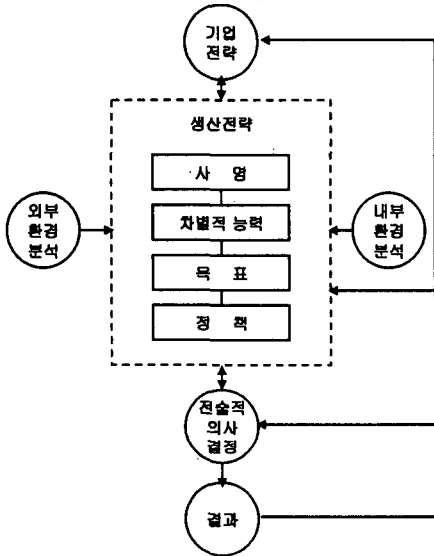 기업
전략
생산전략
사 명
차별적 능력
목 표
정 책
외부
환경
분석
내부
환경
분석
전술적
의사
결정
결과